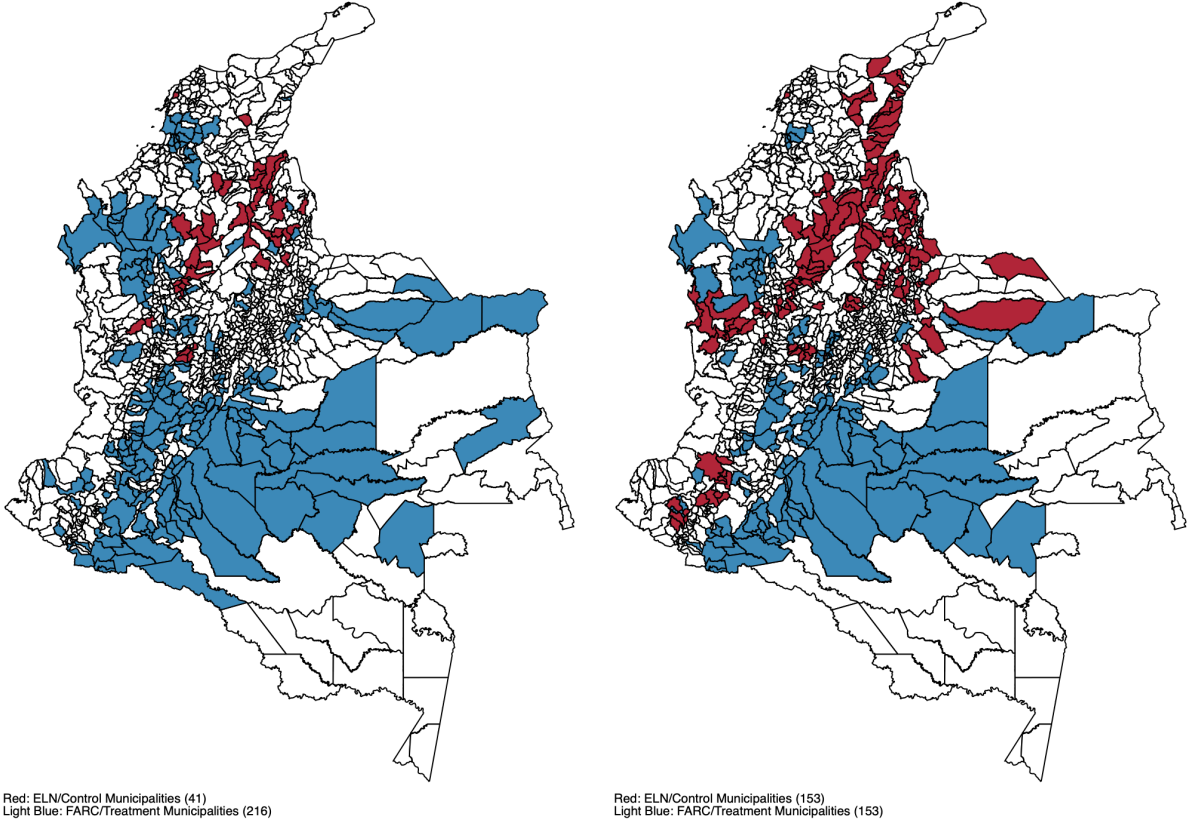 Red: ELN/Control Municipalities (41)
Light Blue: FARC/Treatment Municipalities (216)
Red: ELN/Control Municipalities (153)
Light Blue: FARC/Treatment Municipalities (153)